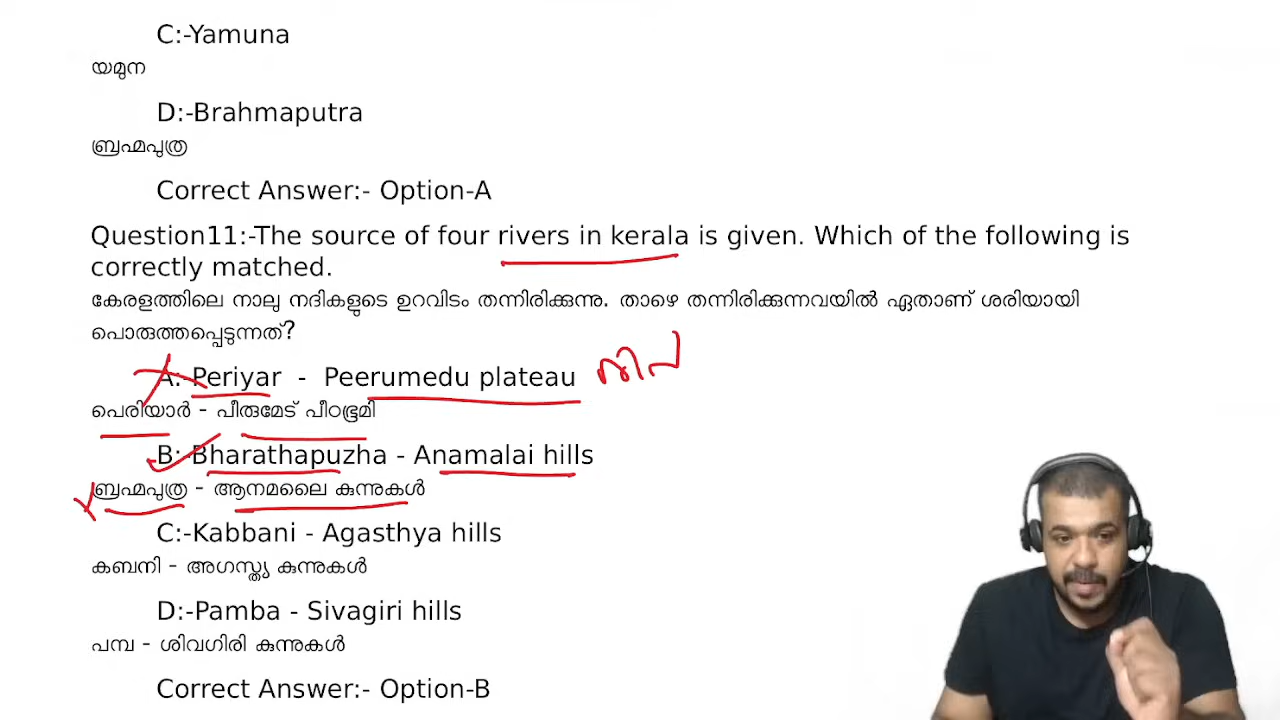 C:-Yamuna
യമുന
D:-Brahmaputra
ബ്രഹ്മപുത്ര
Correct Answer:- Option-A
Question11:-The source of four rivers in kerala is given. Which of the following is
correctly matched.
കേരളത്തിലെ നാലു നദികളുടെ ഉറവിടം തന്നിരിക്കുന്നു. താഴെ തന്നിരിക്കുന്നവയിൽ ഏതാണ് ശരിയായി
പൊരുത്തപ്പെടുന്നത്?
A:-Periyar - Peerumedu plateau
പെരിയാർ - പീരുമേട് പീഠഭൂമി
B:-Bharathapuzha - Anamalai hills
ബ്രഹ്മപുത്ര - ആനമലൈ കുന്നുകൾ
C:-Kabbani - Agasthya hills
കബനി - അഗസ്ത്യ കുന്നുകൾ
D:-Pamba - Sivagiri hills
പമ്പ - ശിവഗിരി കുന്നുകൾ
Correct Answer:- Option-B